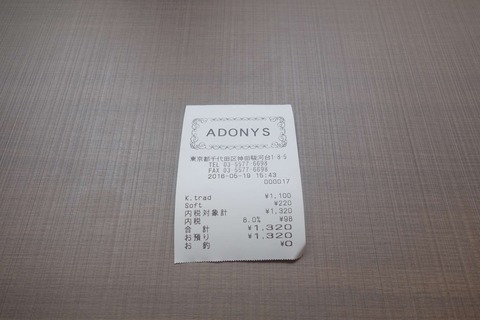 ADONYS
東京都千代田区神田駿河台1-8-3
TEL 03-5577-6698
FAX 03-5577-6698
2016-05-19 16:43
000017
K.trad ¥1,100
Soft ¥220
内税対象計 ¥1,320
内税 8.0% ¥98
合 計 ¥1,320
お預り ¥1,320
お 釣 ¥0